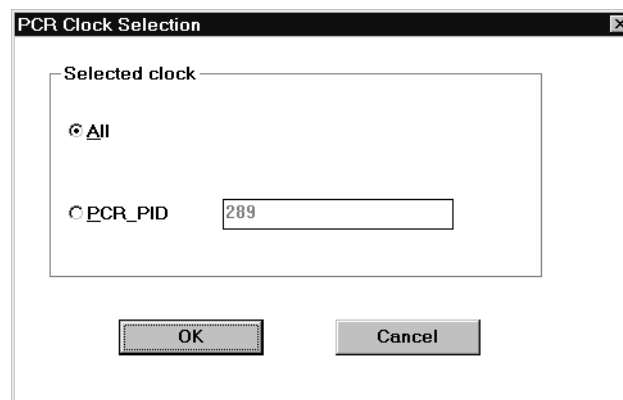 PCR Clock Selection
Selected clock
All
PCR_PID 289
OK Cancel